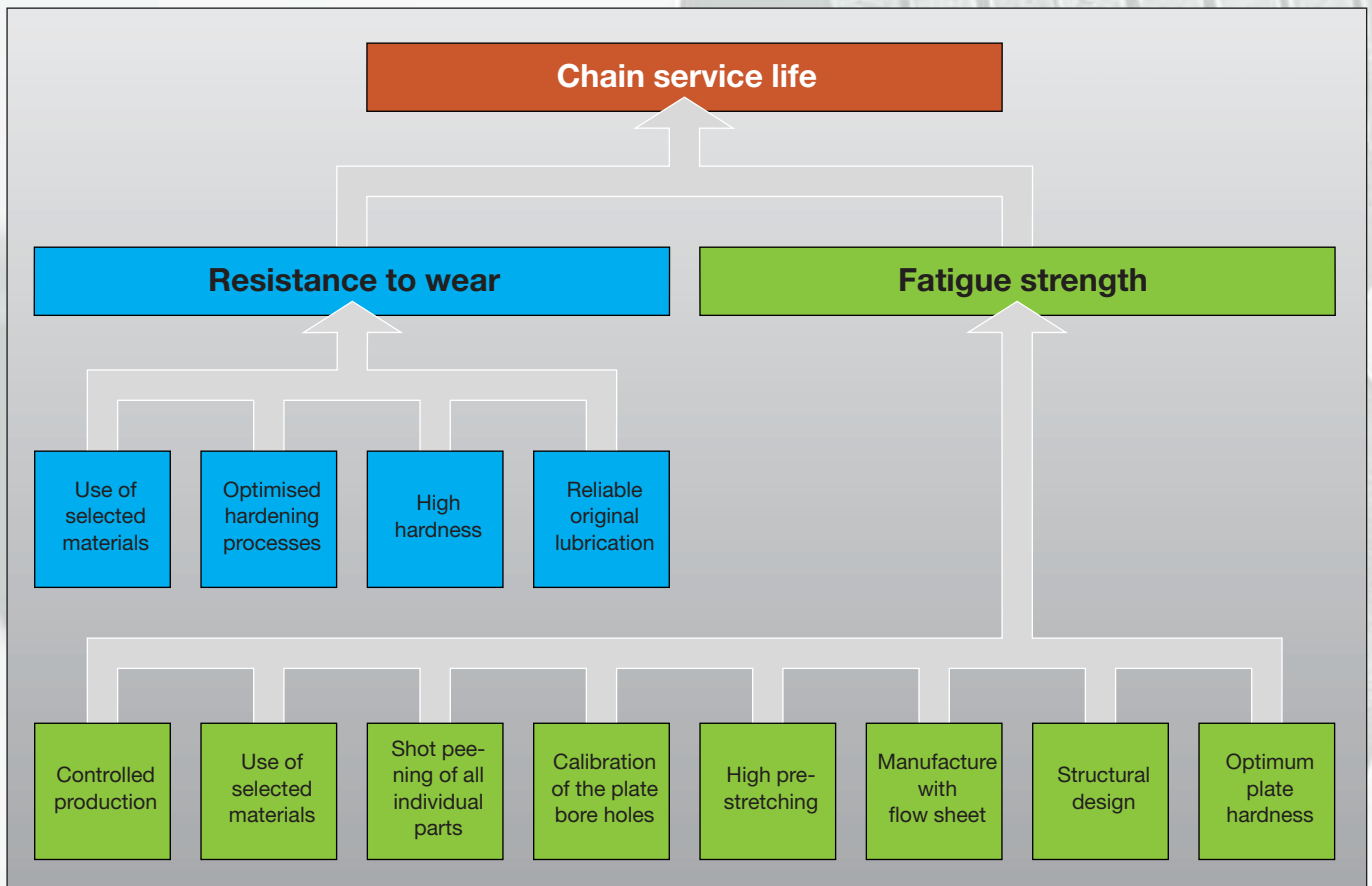 Chain service life
Resistance to wear
Fatigue strength
Use of
selected
materials
Optimised
hardening
processes
High
hardness
Reliable
original
lubrication
Controlled
production
Use of
selected
materials
Shot pee-
ning of all
individual
parts
Calibration
of the plate
bore holes
High pre-
stretching
Manufacture
with
flow sheet
Structural
design
Optimum
plate
hardness